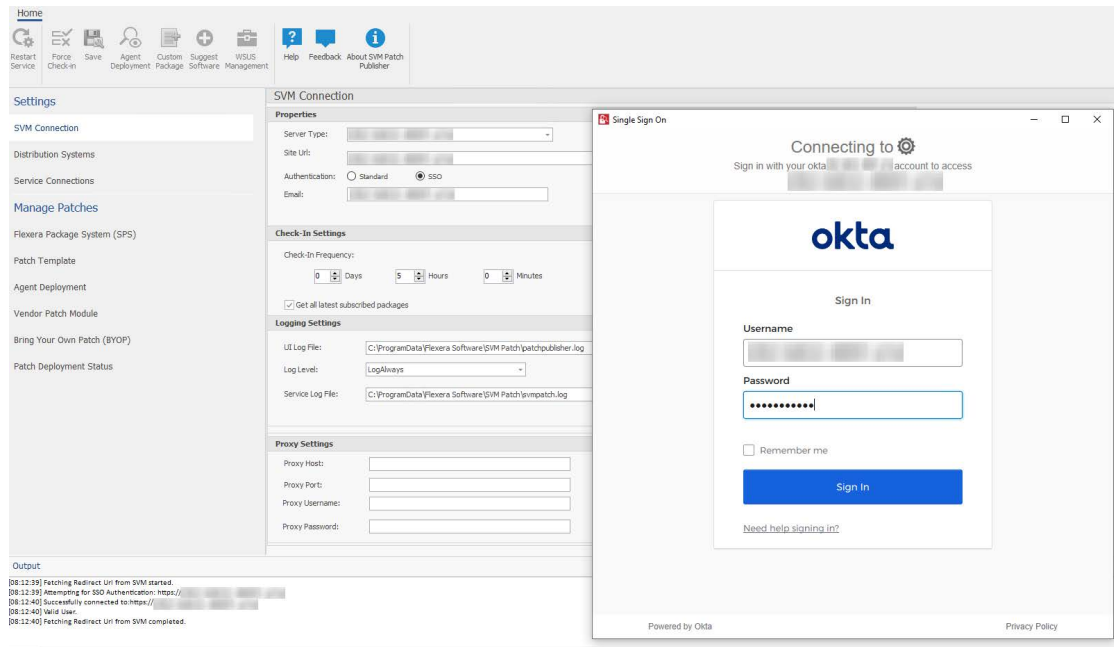 Home
Restart Service
Force Check-in
Save
Agent Deployment
Custom Package
Suggest Software
WSUS Management
Help
Feedback
About SVM Patch Publisher
Settings
SVM Connection
Distribution Systems
Service Connections
Manage Patches
Flexera Package System (SPS)
Patch Template
Agent Deployment
Vendor Patch Module
Bring Your Own Patch (BYOP)
Patch Deployment Status
SVM Connection
Properties
Server Type:
Site Url:
Authentication: Standard SSO
Email:
Check-In Settings
Check-In Frequency:
0 Days 5 Hours 0 Minutes
Get all latest subscribed packages
Logging Settings
UI Log File: C:\ProgramData\Flexera Software\SVM Patch\patchpublisher.log
Log Level: LogAlways
Service Log File: C:\ProgramData\Flexera Software\SVM Patch\svmpatch.log
Proxy Settings
Proxy Host:
Proxy Port:
Proxy Username:
Proxy Password:
Output
[08:12:39] Fetching Redirect Url from SVM started.
[08:12:39] Attempting for SSO Authentication: https://
[08:12:40] Successfully connected to:https://
[08:12:40] Valid User.
[08:12:40] Fetching Redirect Url from SVM completed.
Single Sign On
Connecting to
Sign in with your okta account to access
okta
Sign In
Username
Password
Remember me
Sign In
Need help signing in?
Powered by Okta
Privacy Policy